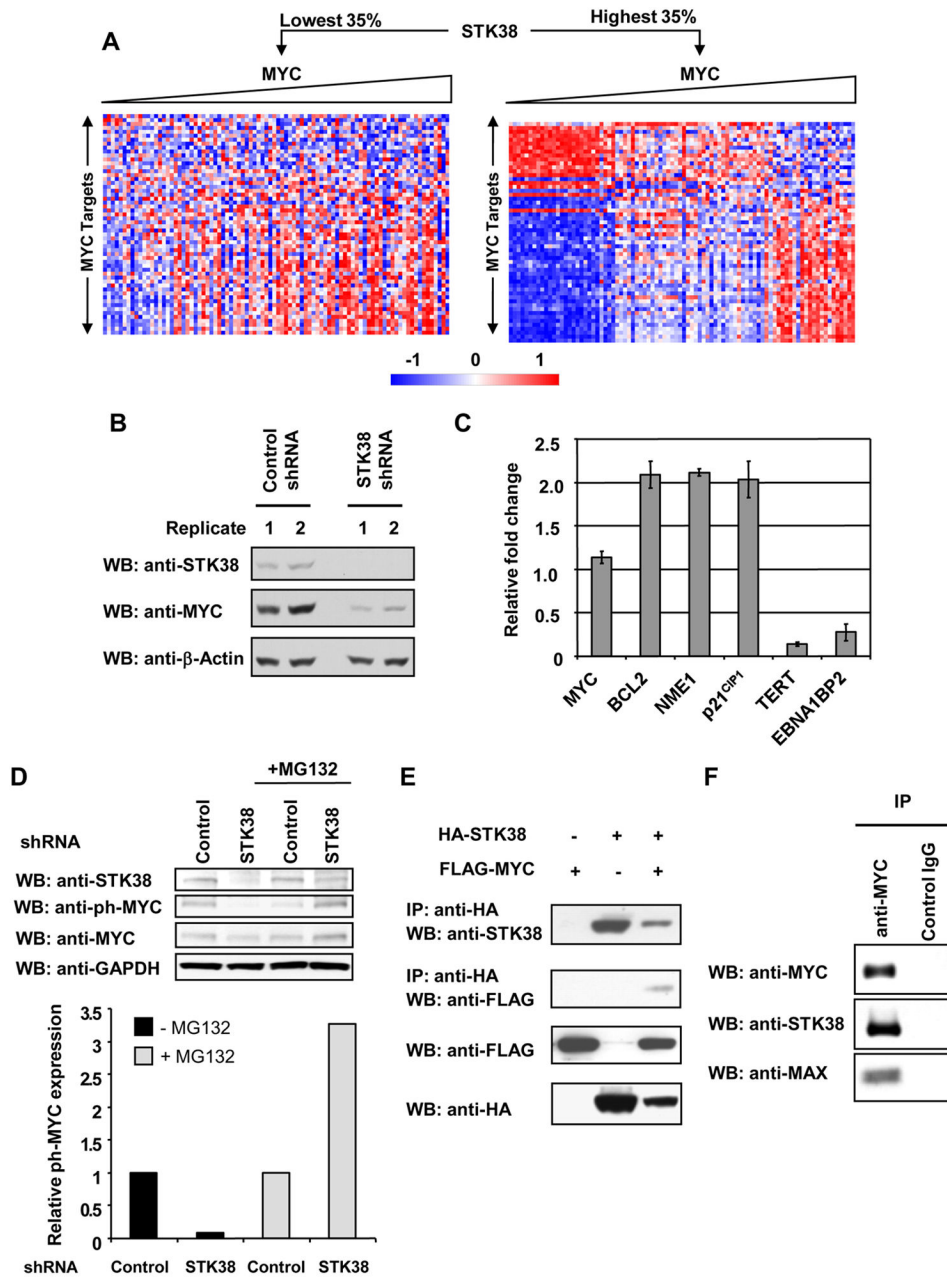 A
Lowest 35%
STK38
Highest 35%
MYC
MYC
MYC Targets
MYC Targets
-1 0 1
B
Control shRNA
STK38 shRNA
Replicate 1 2 1 2
WB: anti-STK38
WB: anti-MYC
WB: anti-β-Actin
C
Relative fold change
2.5
2.0
1.5
1.0
0.5
0
MYC
BCL2
NME1
p21CIP1
TERT
EBNA1BP2
D
+MG132
shRNA
Control
STK38
Control
STK38
WB: anti-STK38
WB: anti-ph-MYC
WB: anti-MYC
WB: anti-GAPDH
Relative ph-MYC expression
3.5
3
2.5
2
1.5
1
0.5
0
- MG132
+ MG132
shRNA Control STK38 Control STK38
E
HA-STK38 - + +
FLAG-MYC + - +
IP: anti-HA
WB: anti-STK38
IP: anti-HA
WB: anti-FLAG
WB: anti-FLAG
WB: anti-HA
F
IP
anti-MYC
Control IgG
WB: anti-MYC
WB: anti-STK38
WB: anti-MAX